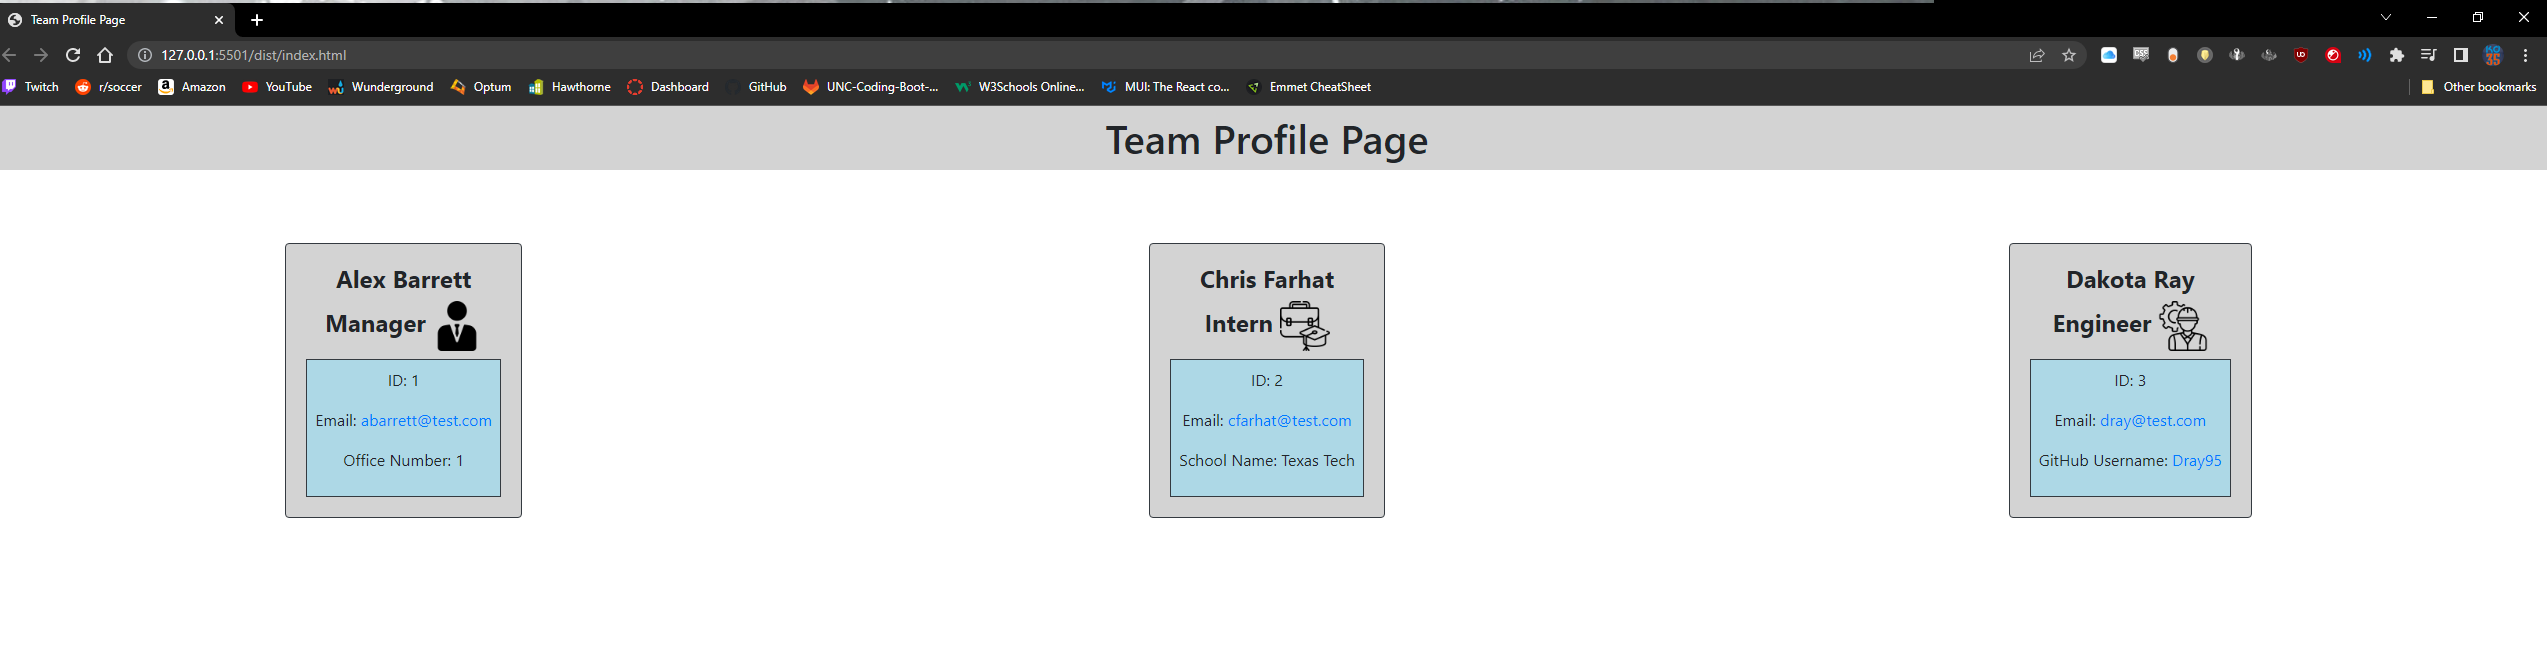 Team Profile Page
127.0.0.1:5501/dist/index.html
Twitch r/soccer Amazon YouTube Wunderground Optum Hawthorne Dashboard GitHub UNC-Coding-Boot-... W3Schools Online... MUI: The React co... Emmet CheatSheet Other bookmarks
Team Profile Page
Alex Barrett
Manager
ID: 1
Email: abarrett@test.com
Office Number: 1
Chris Farhat
Intern
ID: 2
Email: cfarhat@test.com
School Name: Texas Tech
Dakota Ray
Engineer
ID: 3
Email: dray@test.com
GitHub Username: Dray95